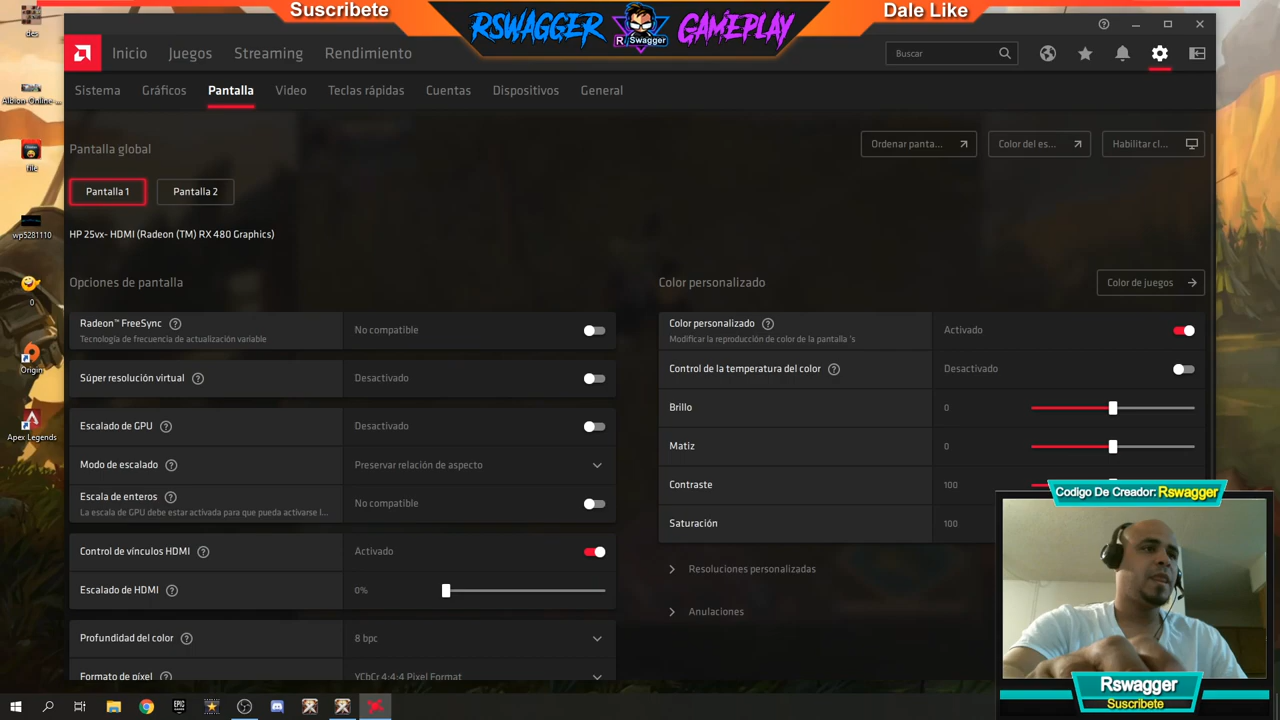 Suscribete
RSWAGGER GAMEPLAY
R Swagger
Dale Like
des
Inicio
Juegos
Streaming
Rendimiento
Buscar
Sistema
Gráficos
Pantalla
Video
Teclas rápidas
Cuentas
Dispositivos
General
Albion-Online-...
file
wp5281110
0
Origin
Apex Legends
Pantalla global
Ordenar panta...
Color del es...
Habilitar cl...
Pantalla 1
Pantalla 2
HP 25vx- HDMI (Radeon (TM) RX 480 Graphics)
Opciones de pantalla
Radeon™ FreeSync
Tecnología de frecuencia de actualización variable
No compatible
Súper resolución virtual
Desactivado
Escalado de GPU
Desactivado
Modo de escalado
Preservar relación de aspecto
Escala de enteros
La escala de GPU debe estar activada para que pueda activarse l...
No compatible
Control de vínculos HDMI
Activado
Escalado de HDMI
0%
Profundidad del color
8 bpc
Formato de píxel
YCbCr 4:4:4 Pixel Format
Color personalizado
Color de juegos
Color personalizado
Modificar la reproducción de color de la pantalla 's
Activado
Control de la temperatura del color
Desactivado
Brillo
0
Matiz
0
Contraste
100
Saturación
100
Resoluciones personalizadas
Anulaciones
Codigo De Creador: Rswagger
Rswagger
Suscribete
EPIC